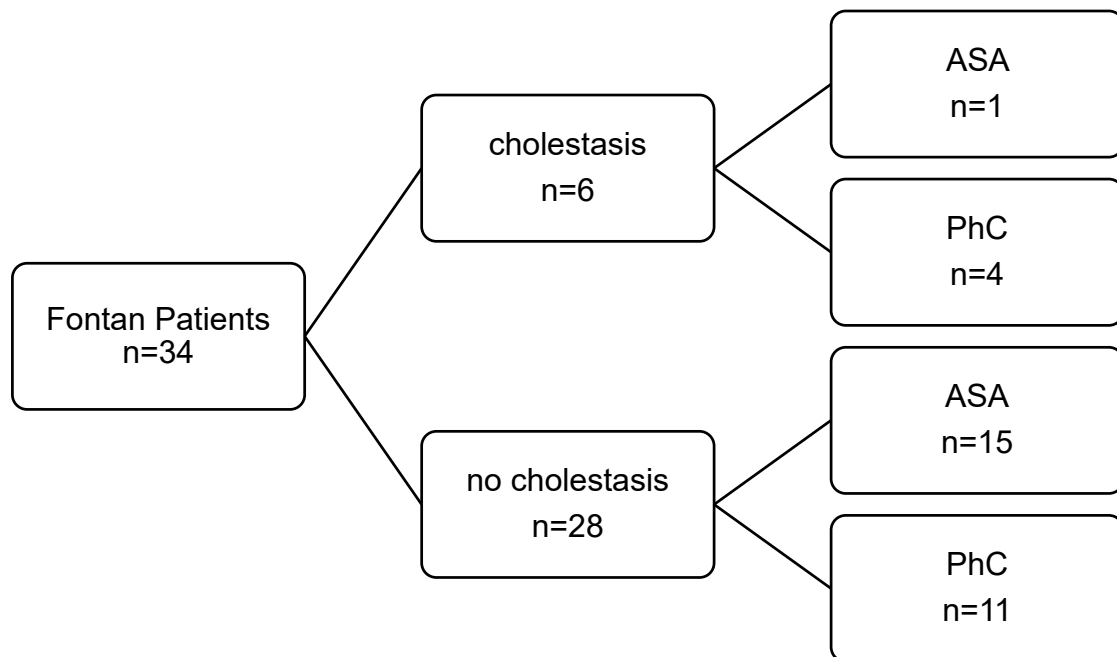 Fontan Patients
n=34
cholestasis
n=6
no cholestasis
n=28
ASA
n=1
PhC
n=4
ASA
n=15
PhC
n=11